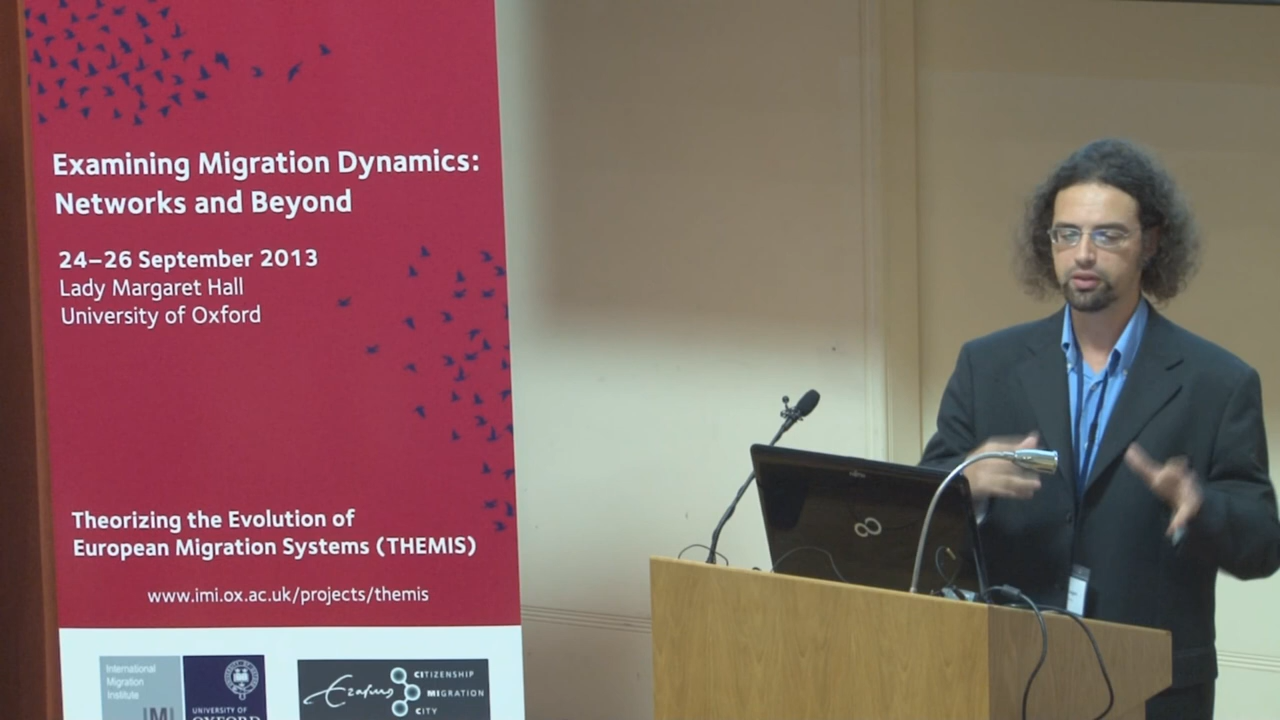 Examining Migration Dynamics:
Networks and Beyond
24–26 September 2013
Lady Margaret Hall
University of Oxford
Theorizing the Evolution of
European Migration Systems (THEMIS)
www.imi.ox.ac.uk/projects/themis
International
Migration
Institute
IMI
UNIVERSITY OF
OXFORD
Erasmus
CITIZENSHIP
MIGRATION
CITY